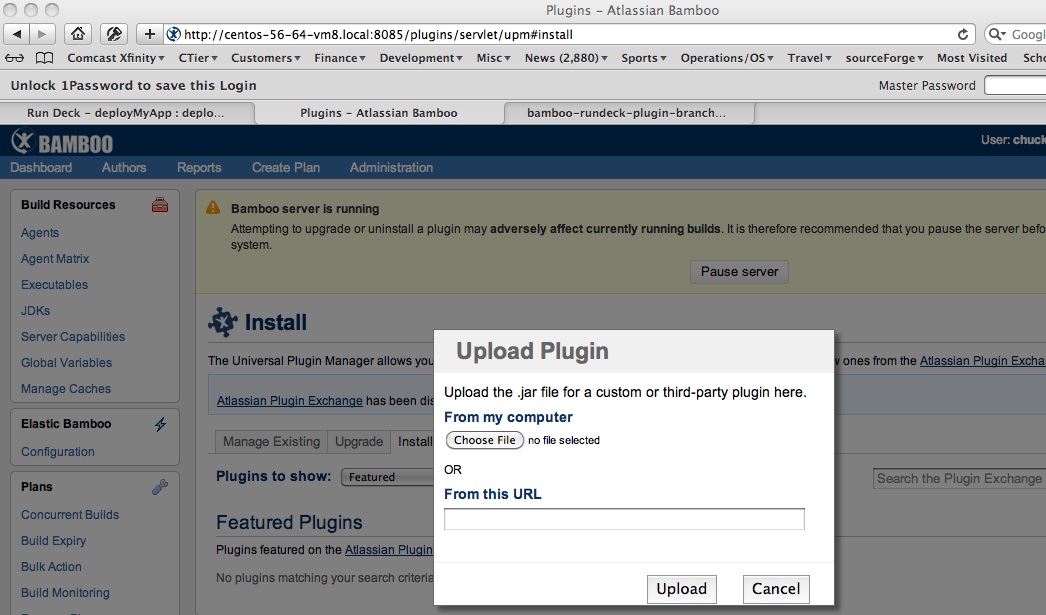 Plugins – Atlassian Bamboo
http://centos-56-64-vm8.local:8085/plugins/servlet/upm#install
Googl
Comcast Xfinity CTier Customers Finance Development Misc News (2,880) Sports Operations/OS Travel sourceForge Most Visited Scho
Unlock 1Password to save this Login Master Password
Run Deck – deployMyApp : deplo... Plugins – Atlassian Bamboo bamboo-rundeck-plugin-branch...
BAMBOO User: chuck
Dashboard Authors Reports Create Plan Administration
Build Resources
Agents
Agent Matrix
Executables
JDKs
Server Capabilities
Global Variables
Manage Caches
Elastic Bamboo
Configuration
Plans
Concurrent Builds
Build Expiry
Bulk Action
Build Monitoring
Bamboo server is running
Attempting to upgrade or uninstall a plugin may adversely affect currently running builds. It is therefore recommended that you pause the server befo
system.
Pause server
Install
The Universal Plugin Manager allows you w ones from the Atlassian Plugin Excha
Atlassian Plugin Exchange has been dis
Manage Existing Upgrade Install
Plugins to show: Featured Search the Plugin Exchange
Featured Plugins
Plugins featured on the Atlassian Plugin
No plugins matching your search criteria
Upload Plugin
Upload the .jar file for a custom or third-party plugin here.
From my computer
Choose File no file selected
OR
From this URL
Upload Cancel